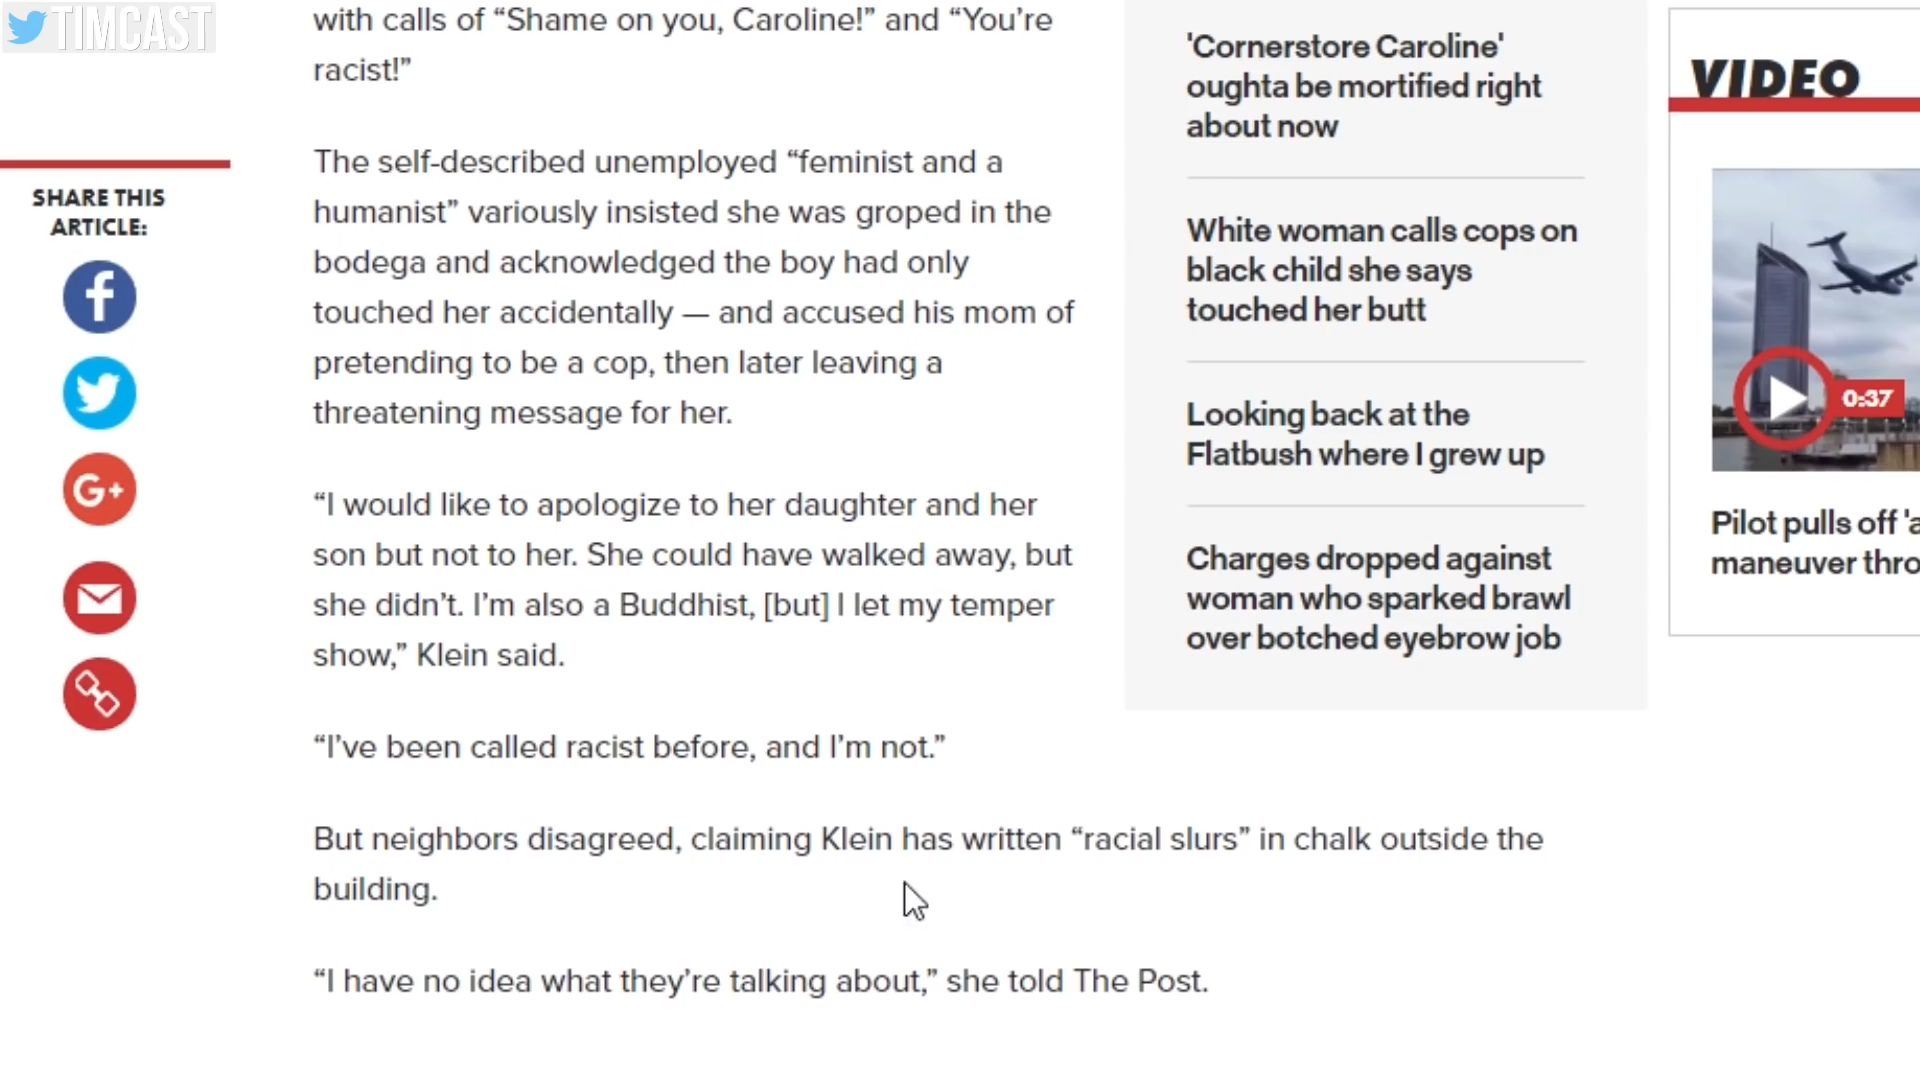 TIMCAST
with calls of “Shame on you, Caroline!” and “You’re
racist!”
The self-described unemployed “feminist and a
humanist” variously insisted she was groped in the
bodega and acknowledged the boy had only
touched her accidentally — and accused his mom of
pretending to be a cop, then later leaving a
threatening message for her.
“I would like to apologize to her daughter and her
son but not to her. She could have walked away, but
she didn’t. I’m also a Buddhist, [but] I let my temper
show,” Klein said.
“I’ve been called racist before, and I’m not.”
But neighbors disagreed, claiming Klein has written “racial slurs” in chalk outside the
building.
“I have no idea what they’re talking about,” she told The Post.
SHARE THIS
ARTICLE:
f
G+
'Cornerstore Caroline'
oughta be mortified right
about now
White woman calls cops on
black child she says
touched her butt
Looking back at the
Flatbush where I grew up
Charges dropped against
woman who sparked brawl
over botched eyebrow job
VIDEO
0:37
Pilot pulls off 'a
maneuver thro